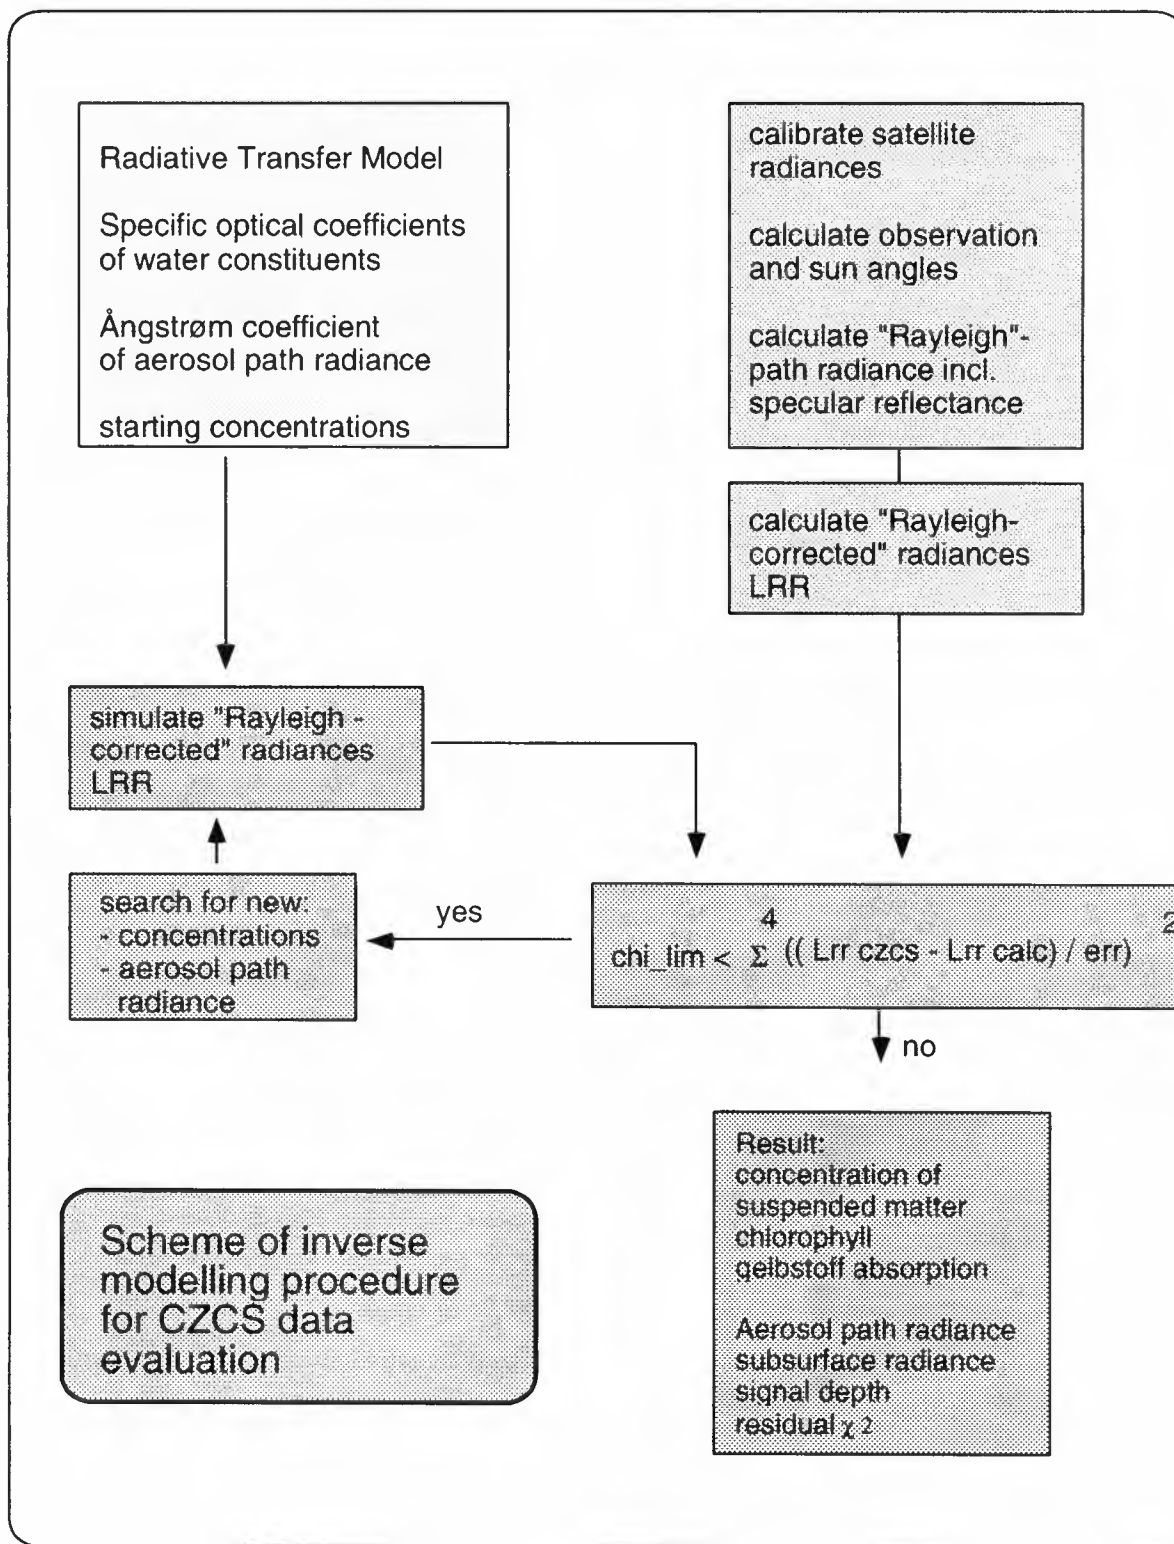 Radiative Transfer Model
Specific optical coefficients
of water constituents
Ångstrøm coefficient
of aerosol path radiance
starting concentrations
calibrate satellite
radiances
calculate observation
and sun angles
calculate "Rayleigh"-
path radiance incl.
specular reflectance
calculate "Rayleigh-
corrected" radiances
LRR
simulate "Rayleigh -
corrected" radiances
LRR
search for new:
- concentrations
- aerosol path
radiance
yes
chi_lim < Σ⁴ (( Lrr czcs - Lrr calc) / err)²
no
Result:
concentration of
suspended matter
chlorophyll
gelbstoff absorption
Aerosol path radiance
subsurface radiance
signal depth
residual χ 2
Scheme of inverse
modelling procedure
for CZCS data
evaluation